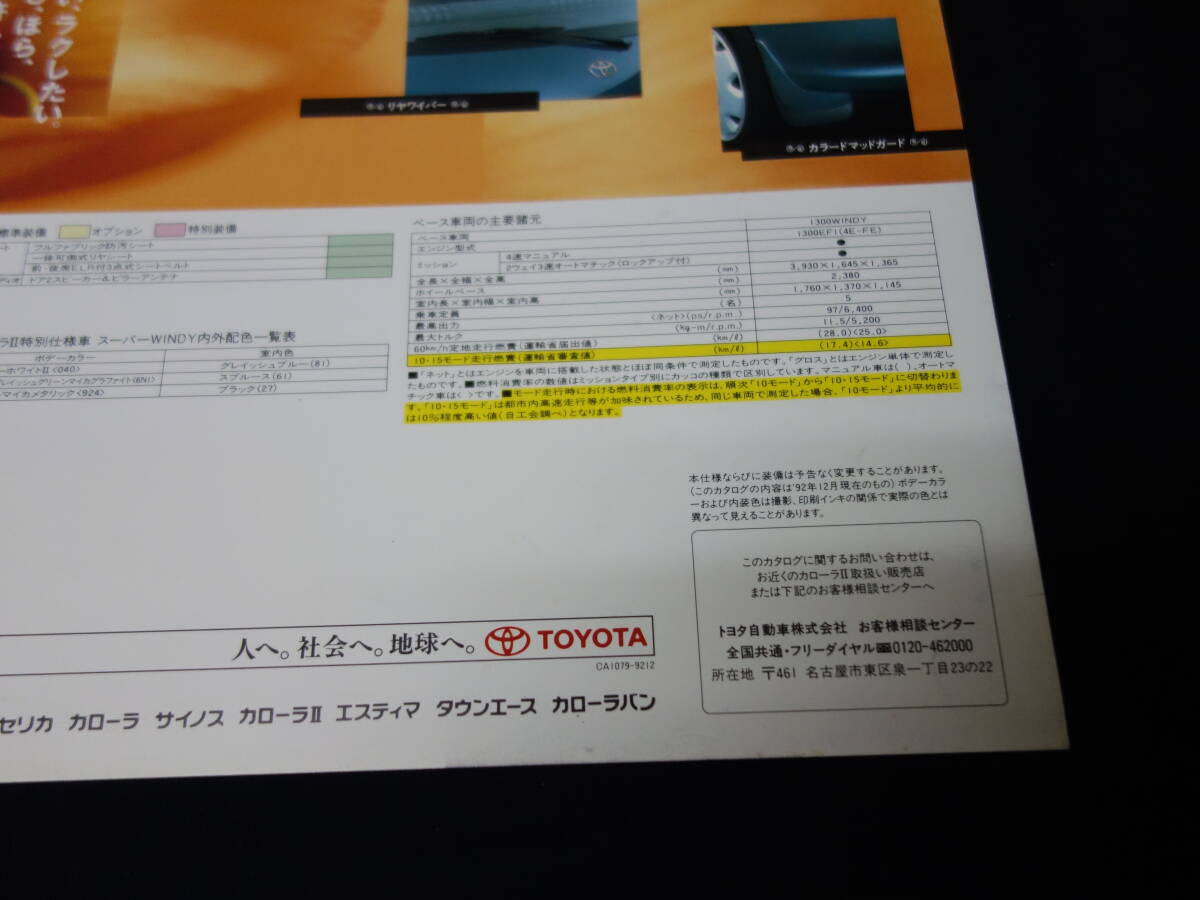 ラクしたい。
ほら、
リヤワイパー
カラードマッドガード
標準装備 オプション 特別装備
フルファブリック防汚シート
一体可倒式リヤシート
前・後席ELR付3点式シートベルト
ドア2スピーカー&ピラーアンテナ
ラII特別仕様車 スーパーWINDY内外配色一覧表
ボデーカラー 室内色
ーホワイトII<040> グレイッシュブルー(81)
レイッシュグリーンマイカグラファイト<6N1> スプルース(61)
マイカメタリック<924> ブラック(27)
ベース車両の主要諸元
ベース車両 1300WINDY
エンジン型式 1300EFI(4E-FE)
ミッション 4速マニュアル ●
2ウェイ3速オートマチック(ロックアップ付) ●
全長×全幅×全高 (mm) 3,930×1,645×1,365
ホイールベース (mm) 2,380
室内長×室内幅×室内高 (mm) 1,760×1,370×1,145
乗車定員 (名) 5
最高出力 <ネット>(ps/r.p.m.) 97/6,400
最大トルク (kg-m/r.p.m.) 11.5/5,200
60km/h定地走行燃費(運輸省届出値) (km/ℓ) (28.0)<25.0>
10・15モード走行燃費(運輸省審査値) (km/ℓ) (17.4)<14.6>
■「ネット」とはエンジンを車両に搭載した状態とほぼ同条件で測定したものです。「グロス」とはエンジン単体で測定し
たものです。■燃料消費率の数値はミッションタイプ別にカッコの種類で区別しています。マニュアル車は( )、オートマ
チック車は< >です。■モード走行時における燃料消費率の表示は、順次「10モード」から「10・15モード」に切替わりま
す。「10・15モード」は都市内高速走行等が加味されているため、同じ車両で測定した場合、「10モード」より平均的に
は10%程度高い値(自工会調べ)となります。
本仕様ならびに装備は予告なく変更することがあります。
(このカタログの内容は'92年12月現在のもの)ボデーカラ
ーおよび内装色は撮影、印刷インキの関係で実際の色とは
異なって見えることがあります。
このカタログに関するお問い合わせは、
お近くのカローラII取扱い販売店
または下記のお客様相談センターへ
トヨタ自動車株式会社 お客様相談センター
全国共通・フリーダイヤル 0120-462000
所在地 〒461 名古屋市東区泉一丁目23の22
人へ。社会へ。地球へ。 TOYOTA
CA1079-9212
セリカ カローラ サイノス カローラII エスティマ タウンエース カローラバン